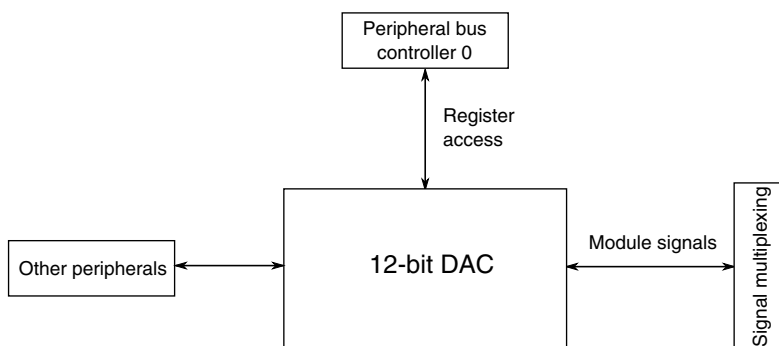 Peripheral bus
controller 0
Register
access
Signal multiplexing
Module signals
12-bit DAC
Other peripherals